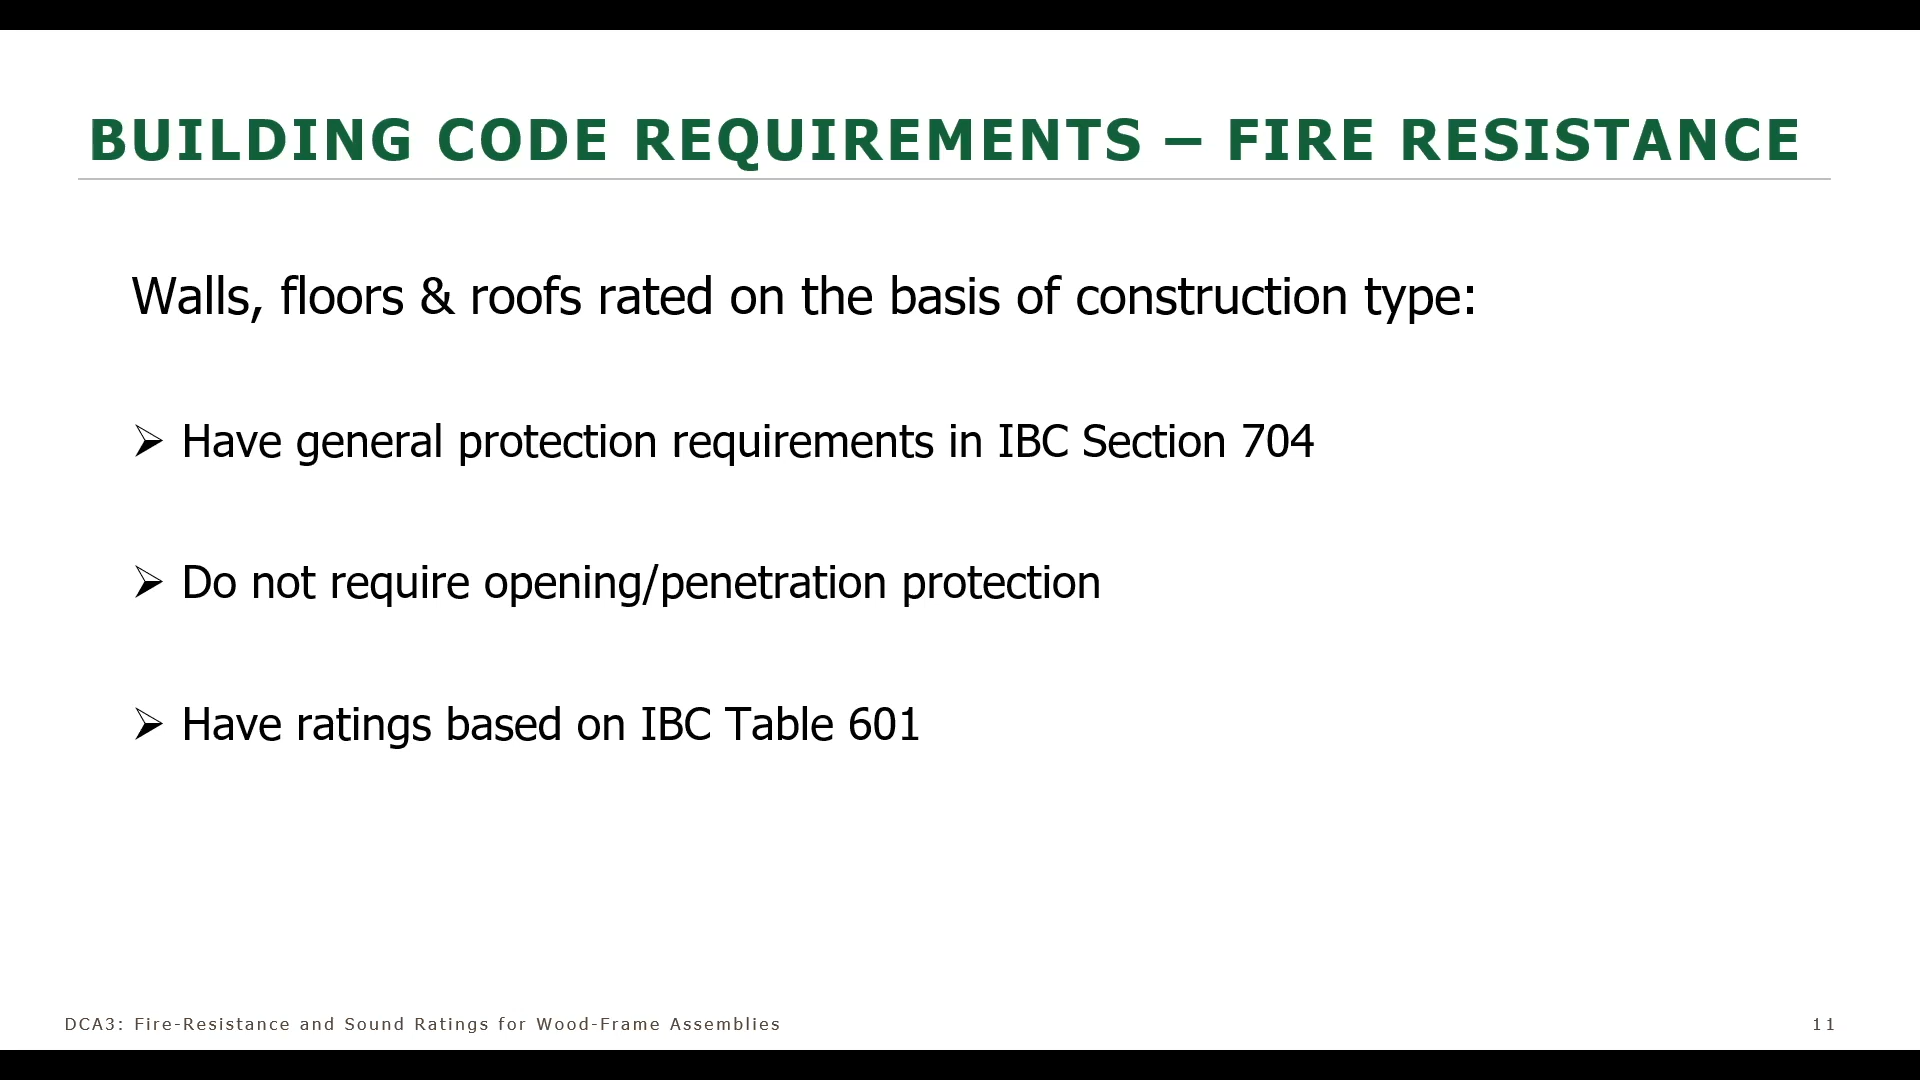 BUILDING CODE REQUIREMENTS – FIRE RESISTANCE
Walls, floors & roofs rated on the basis of construction type:
➢ Have general protection requirements in IBC Section 704
➢ Do not require opening/penetration protection
➢ Have ratings based on IBC Table 601
DCA3: Fire-Resistance and Sound Ratings for Wood-Frame Assemblies
11